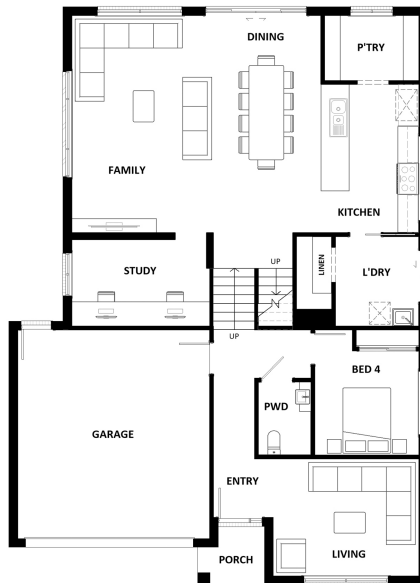 DINING
P'TRY
FAMILY
KITCHEN
STUDY
UP
LINEN
L'DRY
UP
BED 4
PWD
GARAGE
ENTRY
LIVING
PORCH